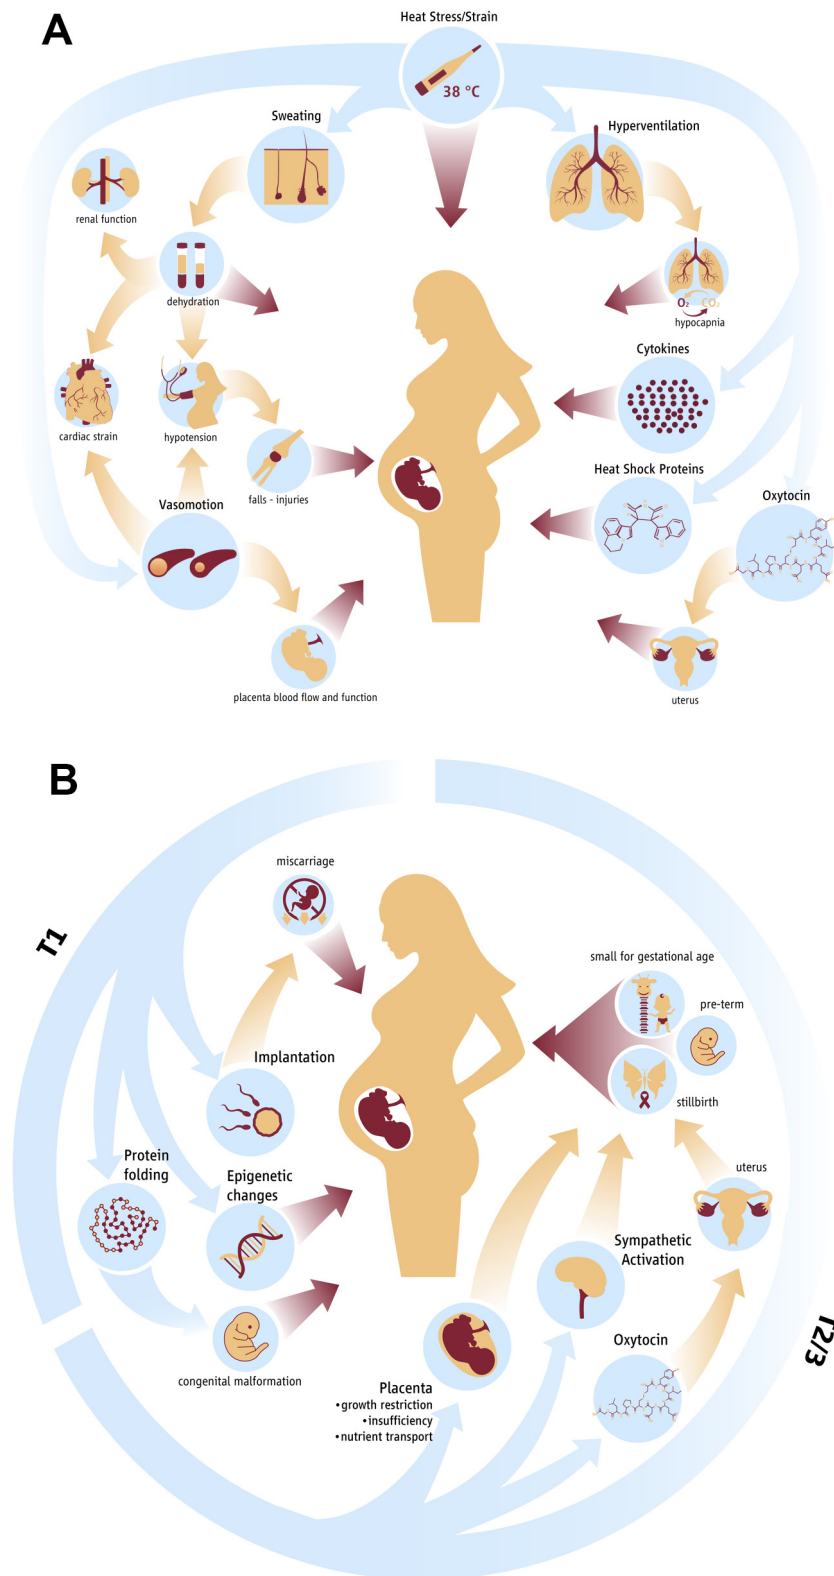 A
Heat Stress/Strain
38 °C
Sweating
Hyperventilation
renal function
dehydration
O₂ CO₂
hypocapnia
Cytokines
cardiac strain
hypotension
Heat Shock Proteins
falls - injuries
Oxytocin
Vasomotion
placenta blood flow and function
uterus
B
T1
miscarriage
small for gestational age
pre-term
Implantation
stillbirth
Protein
folding
Epigenetic
changes
uterus
Sympathetic
Activation
T2/3
Oxytocin
congenital malformation
Placenta
•growth restriction
•insufficiency
•nutrient transport